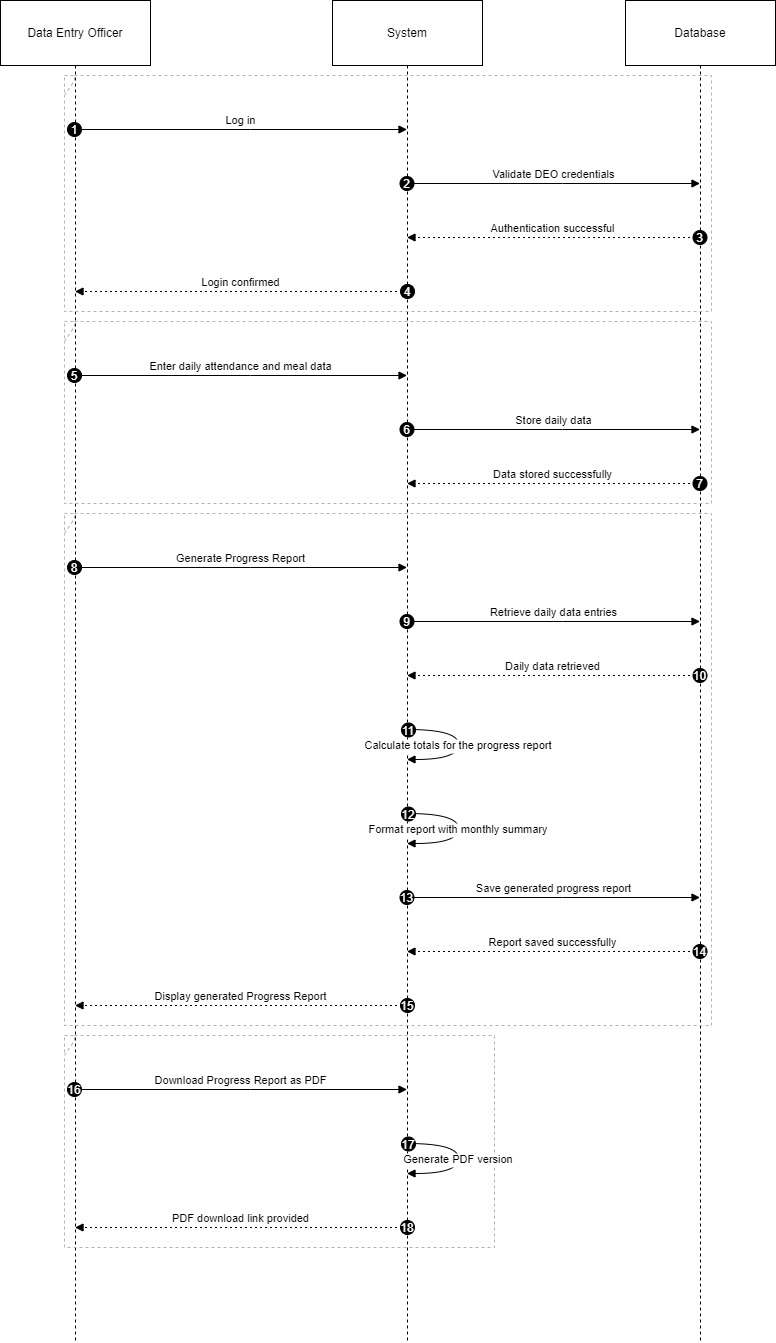 Data Entry Officer
System
Database
1
Log in
2
Validate DEO credentials
Authentication successful
3
Login confirmed
4
5
Enter daily attendance and meal data
6
Store daily data
Data stored successfully
7
8
Generate Progress Report
9
Retrieve daily data entries
Daily data retrieved
10
11
Calculate totals for the progress report
12
Format report with monthly summary
13
Save generated progress report
Report saved successfully
14
Display generated Progress Report
15
16
Download Progress Report as PDF
17
Generate PDF version
PDF download link provided
18